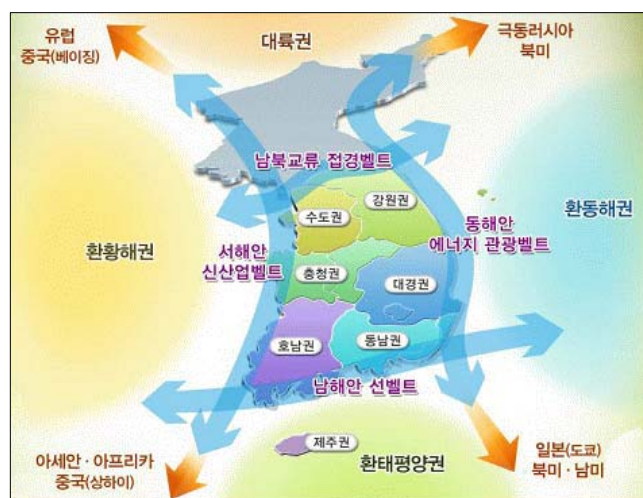 유럽
중국(베이징)
대륙권
극동러시아
북미
남북교류 접경벨트
수도권
강원권
환황해권
서해안
신산업벨트
동해안
에너지 관광벨트
환동해권
충청권
대경권
호남권
동남권
남해안 선벨트
아세안·아프리카
중국(상하이)
제주권
환태평양권
일본(도쿄)
북미·남미